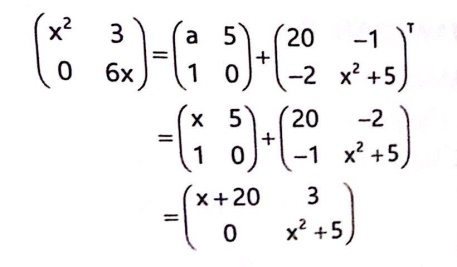 (x² 3 0 6x) = (a 5 1 0) + (20 −1 −2 x²+5)ᵀ
= (x 5 1 0) + (20 −2 −1 x²+5)
= (x+20 3 0 x²+5)